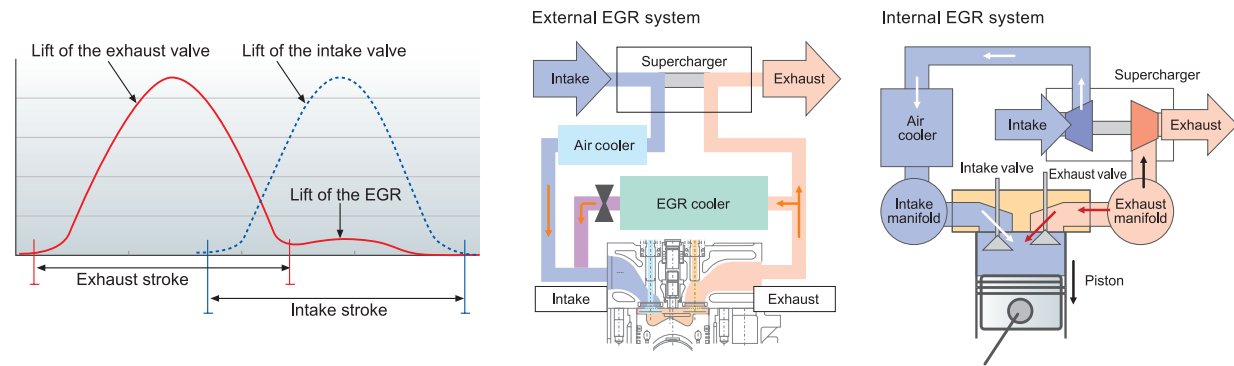 Lift of the exhaust valve
Lift of the intake valve
Lift of the EGR
Exhaust stroke
Intake stroke
External EGR system
Supercharger
Intake
Exhaust
Air cooler
EGR cooler
Intake
Exhaust
Internal EGR system
Supercharger
Air
cooler
Intake
Exhaust
Intake valve
Exhaust valve
Intake
manifold
Exhaust
manifold
Piston